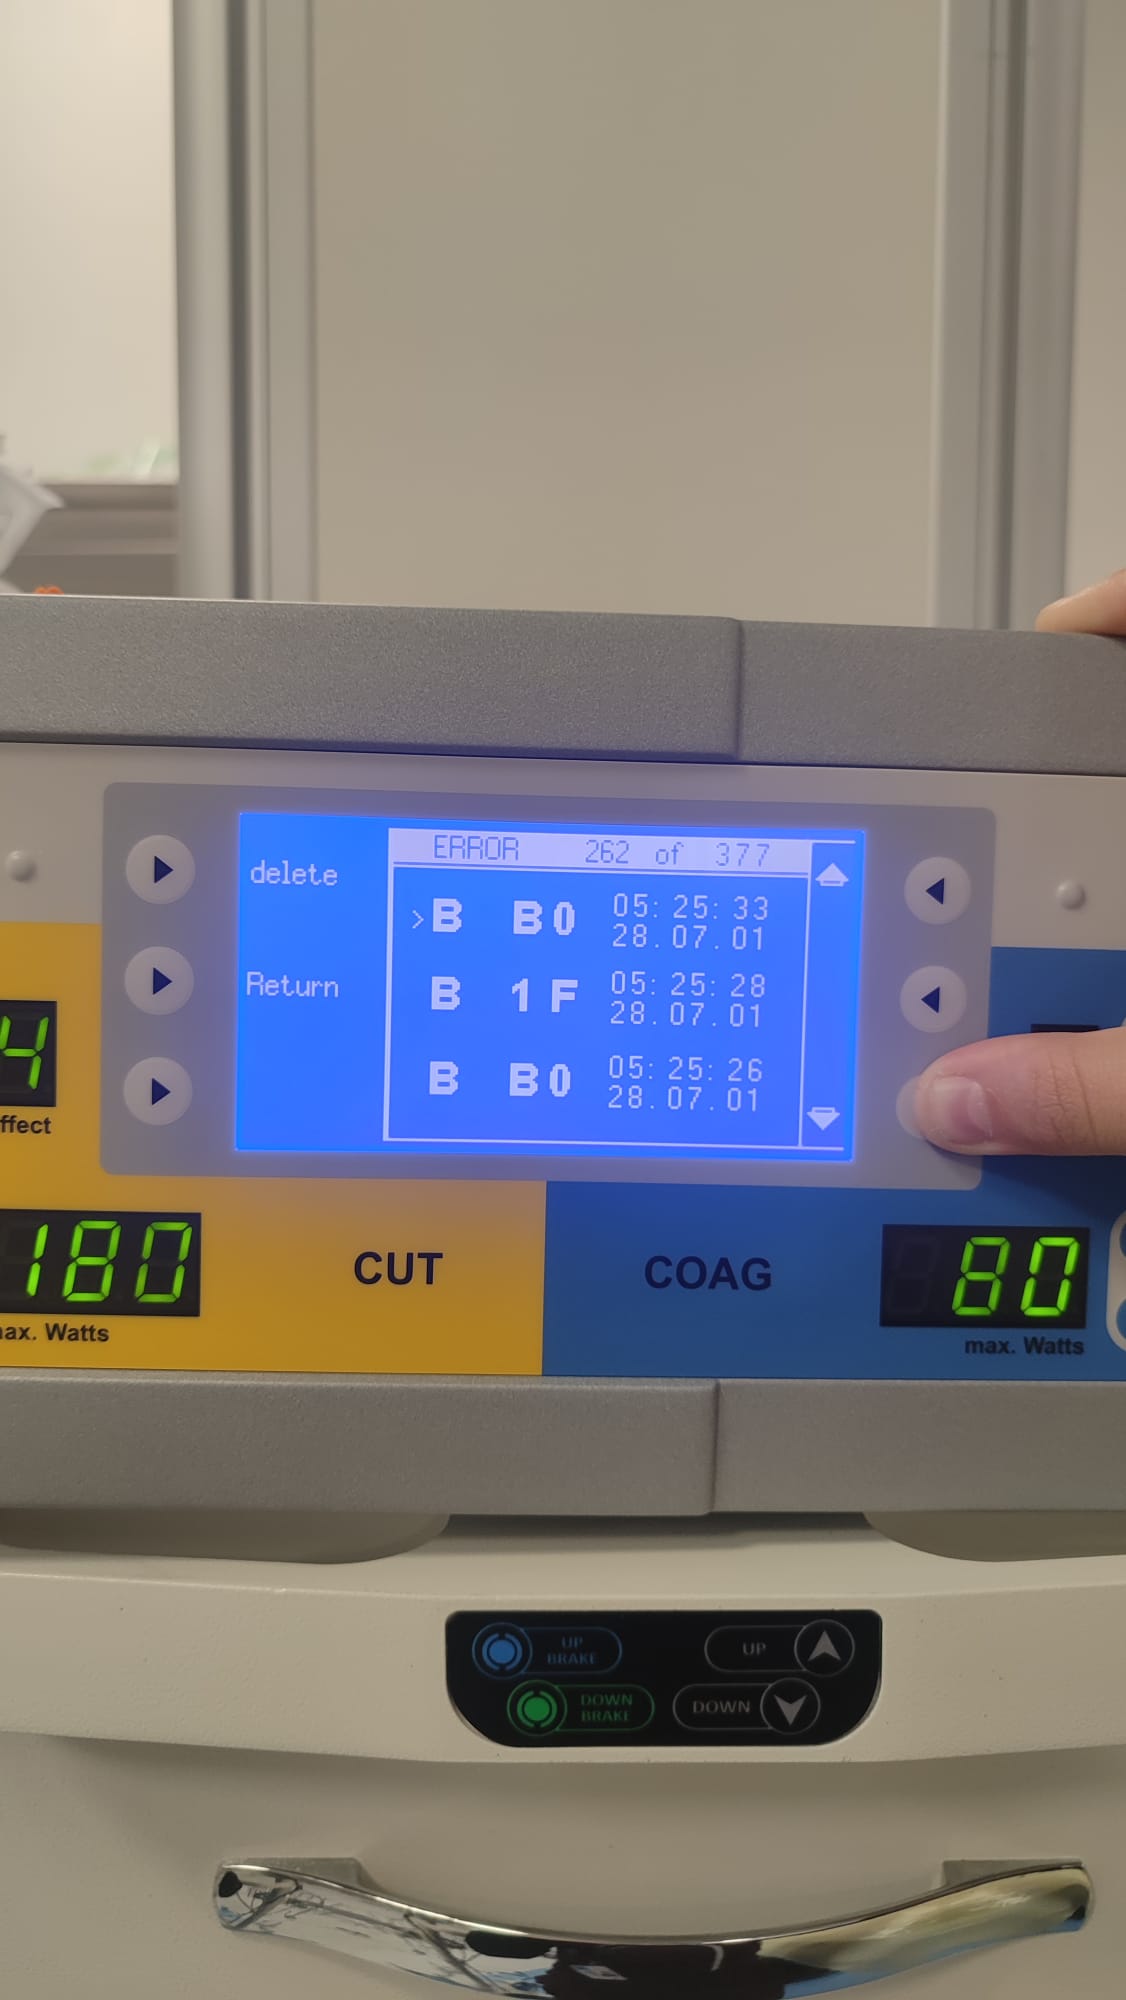 ERROR 262 of 377
delete
>B B0 05:25:33
28.07.01
Return
B 1F 05:25:28
28.07.01
B B0 05:25:26
28.07.01
4
ffect
180
CUT
COAG
80
ax. Watts
max. Watts
UP
BRAKE
UP
DOWN
BRAKE
DOWN